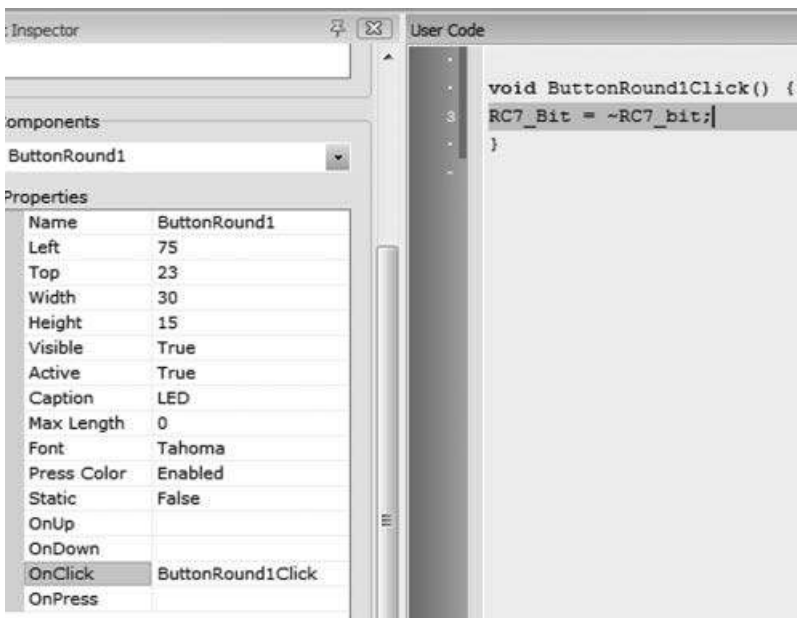 : Inspector
User Code
void ButtonRound1Click() {
3 RC7_Bit = ~RC7_bit;
}
omponents
ButtonRound1
Properties
Name ButtonRound1
Left 75
Top 23
Width 30
Height 15
Visible True
Active True
Caption LED
Max Length 0
Font Tahoma
Press Color Enabled
Static False
OnUp
OnDown
OnClick ButtonRound1Click
OnPress